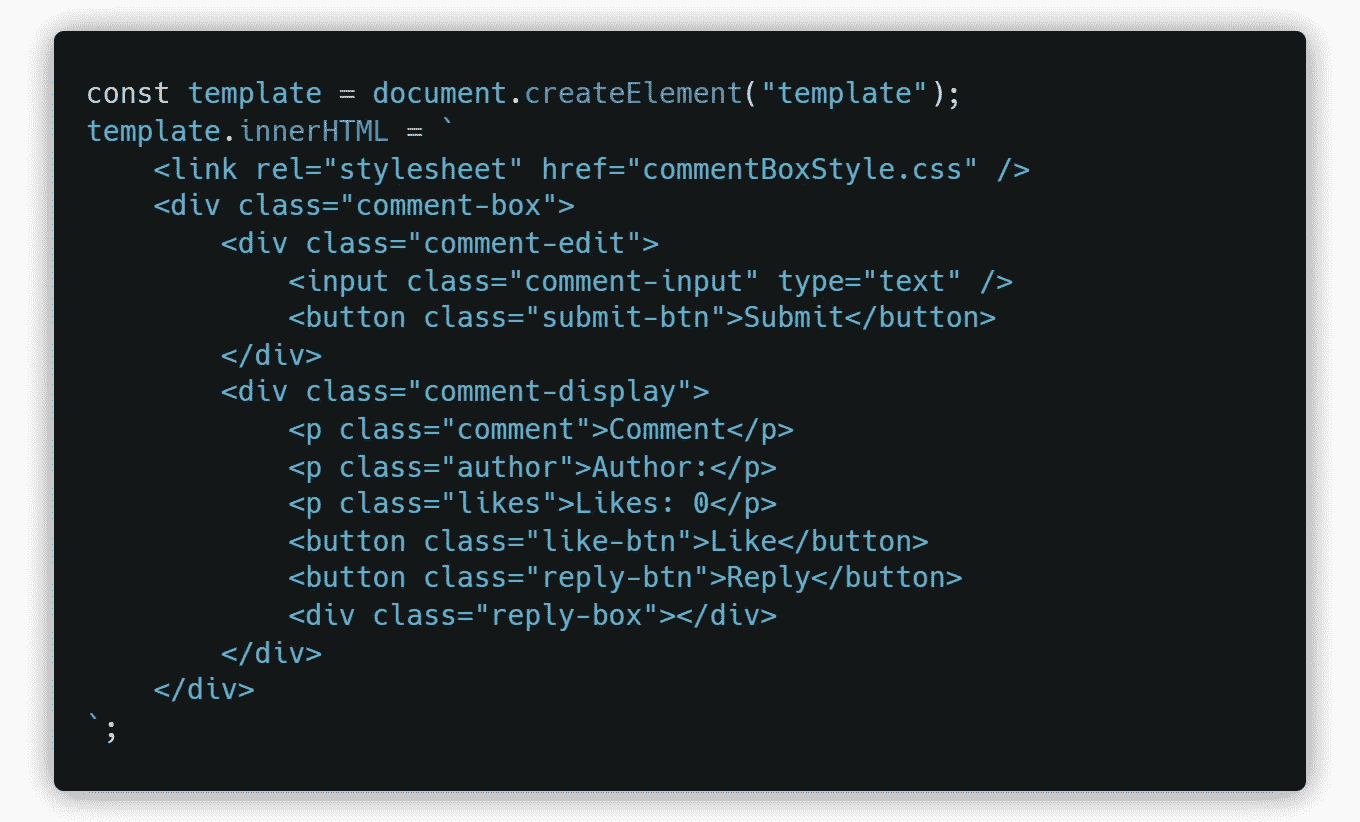 const template = document.createElement("template");
template.innerHTML = `
    <link rel="stylesheet" href="commentBoxStyle.css" />
    <div class="comment-box">
        <div class="comment-edit">
            <input class="comment-input" type="text" />
            <button class="submit-btn">Submit</button>
        </div>
        <div class="comment-display">
            <p class="comment">Comment</p>
            <p class="author">Author:</p>
            <p class="likes">Likes: 0</p>
            <button class="like-btn">Like</button>
            <button class="reply-btn">Reply</button>
            <div class="reply-box"></div>
        </div>
    </div>
`;